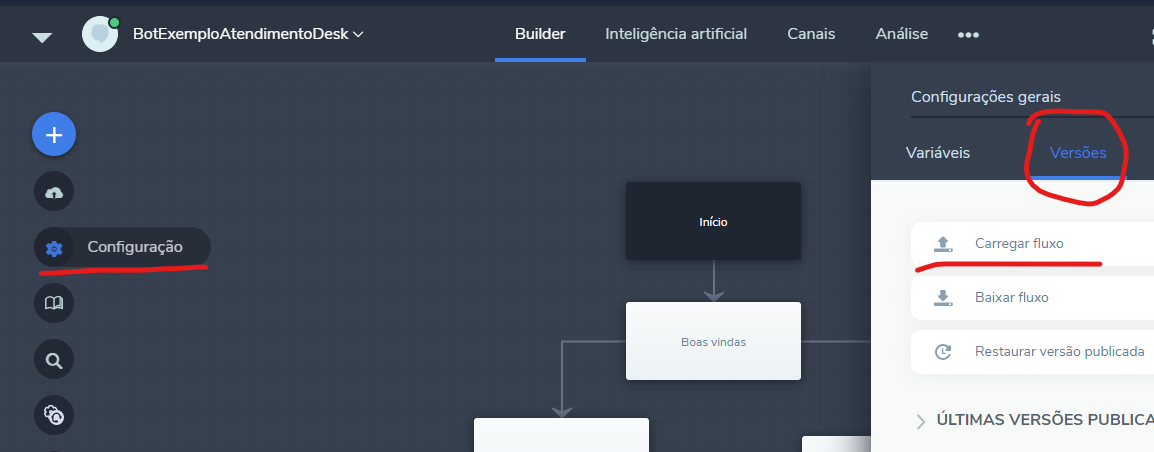 BotExemploAtendimentoDesk
Builder
Inteligência artificial
Canais
Análise
Configurações gerais
Variáveis
Versões
Configuração
Início
Boas vindas
Carregar fluxo
Baixar fluxo
Restaurar versão publicada
ÚLTIMAS VERSÕES PUBLICA